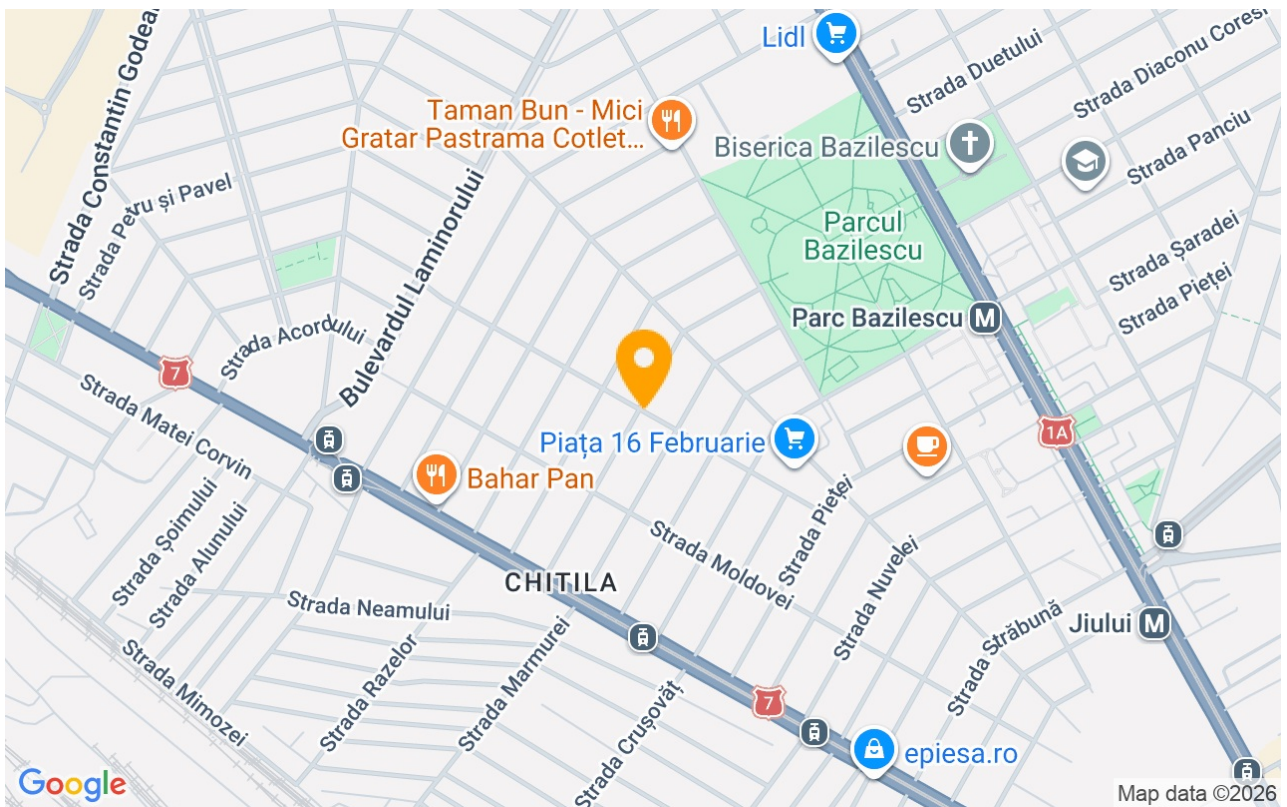 Lidl
Strada Duetului
Strada Diaconu Coresi
Strada Constantin Godeanu
Taman Bun - Mici
Gratar Pastrama Cotlet...
Biserica Bazilescu
Strada Panciu
Strada Petru și Pavel
Bulevardul Laminorului
Parcul
Bazilescu
Strada Șaradei
Strada Pieței
Parc Bazilescu M
Strada Acordului
7
Strada Matei Corvin
Piața 16 Februarie
1A
Bahar Pan
Strada Șoimului
Strada Alunului
Strada Moldovei
Strada Pieței
Strada Nuvelei
CHITILA
Strada Neamului
Strada Străbună
Jiului M
Strada Mimozei
Strada Razelor
Strada Marmurei
Strada Crușovăț
7
epiesa.ro
Google
Map data ©2026